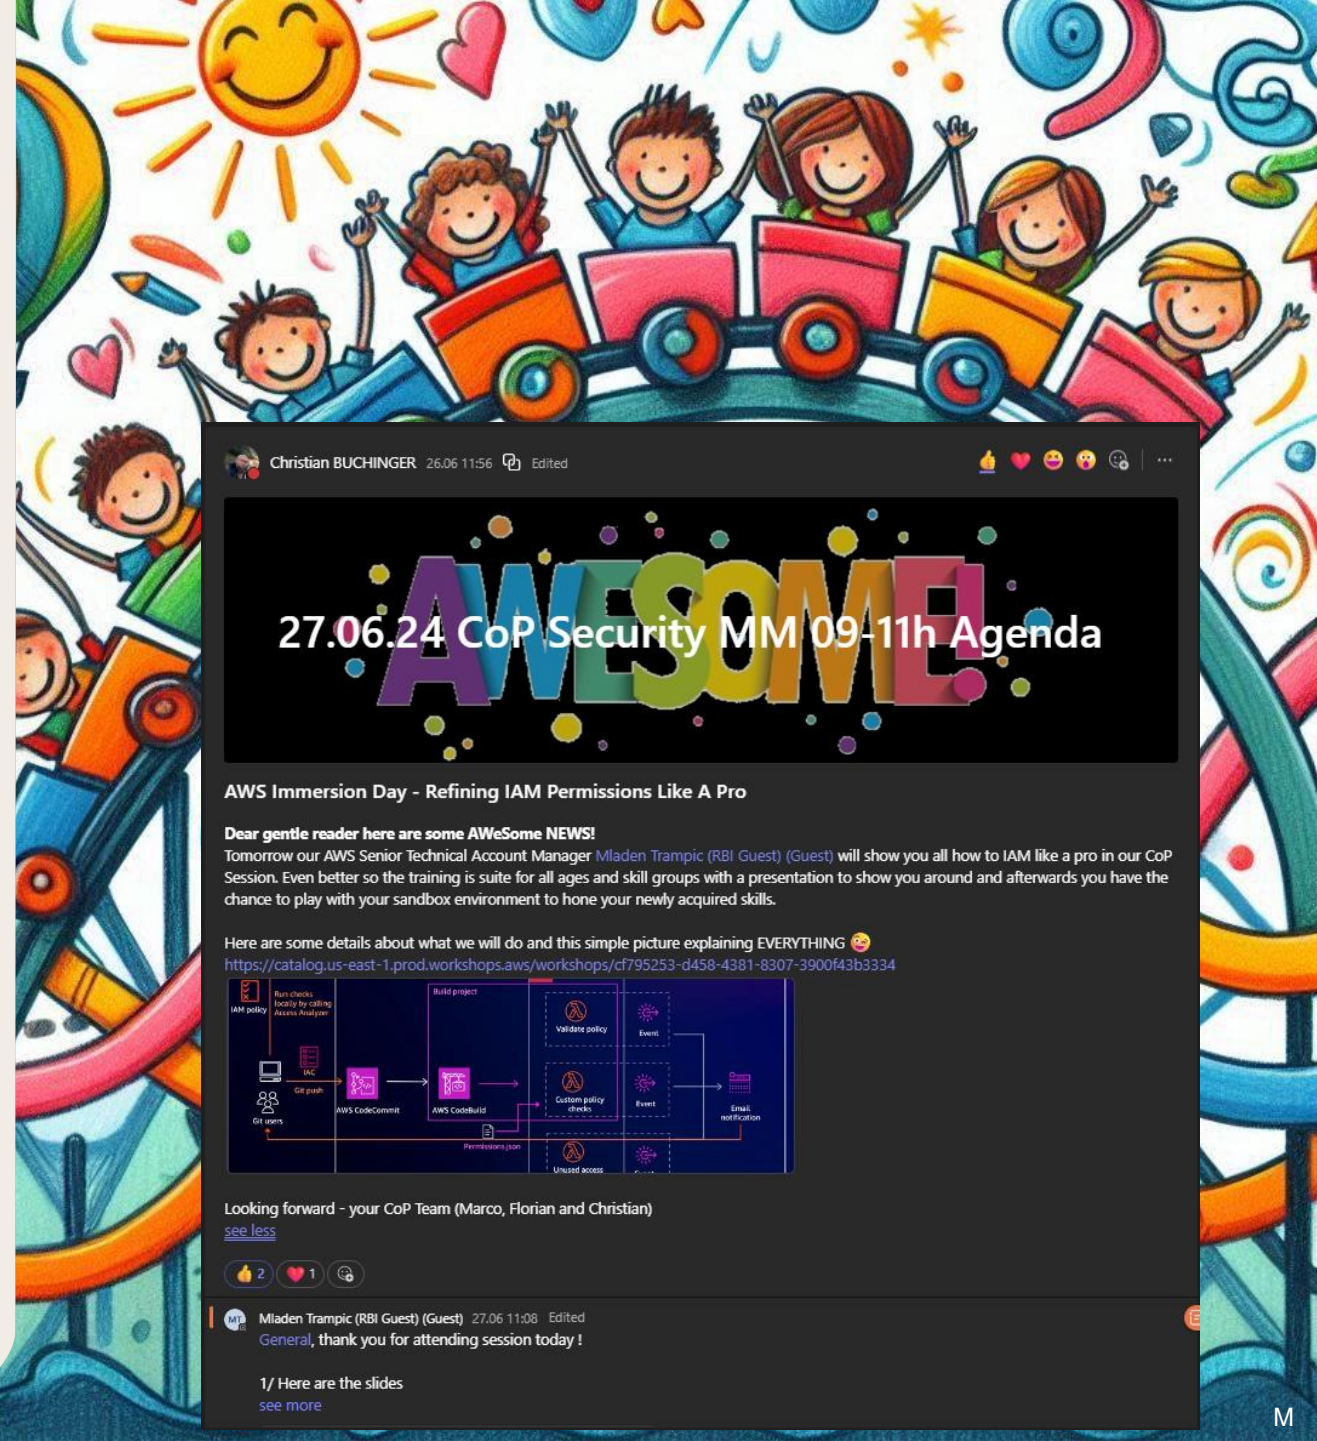 Christian BUCHINGER 26.06 11:56 Edited
AWESOME!
27.06.24 CoP Security MM 09-11h Agenda
AWS Immersion Day - Refining IAM Permissions Like A Pro
Dear gentle reader here are some AWeSome NEWS!
Tomorrow our AWS Senior Technical Account Manager Mladen Trampic (RBI Guest) (Guest) will show you all how to IAM like a pro in our CoP
Session. Even better so the training is suite for all ages and skill groups with a presentation to show you around and afterwards you have the
chance to play with your sandbox environment to hone your newly acquired skills.
Here are some details about what we will do and this simple picture explaining EVERYTHING 😜
https://catalog.us-east-1.prod.workshops.aws/workshops/cf795253-d458-4381-8307-3900f43b3334
IAM policy
Run checks
locally by calling
Access Analyzer
Build project
Validate policy
Event
IAC
Git push
Git users
AWS CodeCommit
AWS CodeBuild
Custom policy
checks
Event
Email
notification
Permissions.json
Unused access
Event
Looking forward - your CoP Team (Marco, Florian and Christian)
see less
👍 2 ❤️ 1
MT
Mladen Trampic (RBI Guest) (Guest) 27.06 11:08 Edited
General, thank you for attending session today !
1/ Here are the slides
see more
M